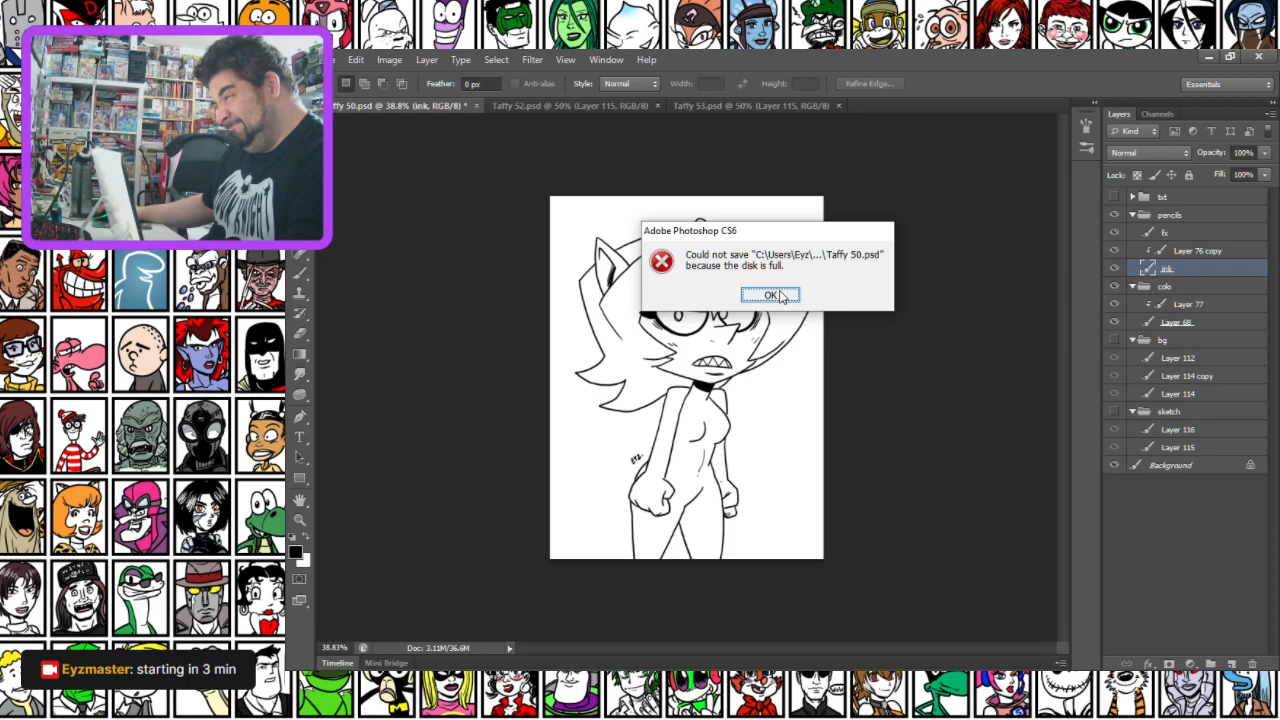 Edit Image Layer Type Select Filter View Window Help
Feather: 0 px Anti-alias Style: Normal Width: Height: Refine Edge... Essentials
ffy 50.psd @ 38.8% (ink, RGB/8) * × Taffy 52.psd @ 50% (Layer 115, RGB/8) × Taffy 53.psd @ 50% (Layer 115, RGB/8) ×
Layers Channels
Kind
Normal Opacity: 100%
Lock: Fill: 100%
txt
pencils
fx
Layer 76 copy
ink
colo
Layer 77
Layer 68
bg
Layer 112
Layer 114 copy
Layer 114
sketch
Layer 116
Layer 115
Background
Adobe Photoshop CS6
Could not save "C:\Users\Eyz\...\Taffy 50.psd"
because the disk is full.
OK
EYZ.
38.83% Doc: 3.11M/36.6M
Timeline Mini Bridge
Eyzmaster: starting in 3 min